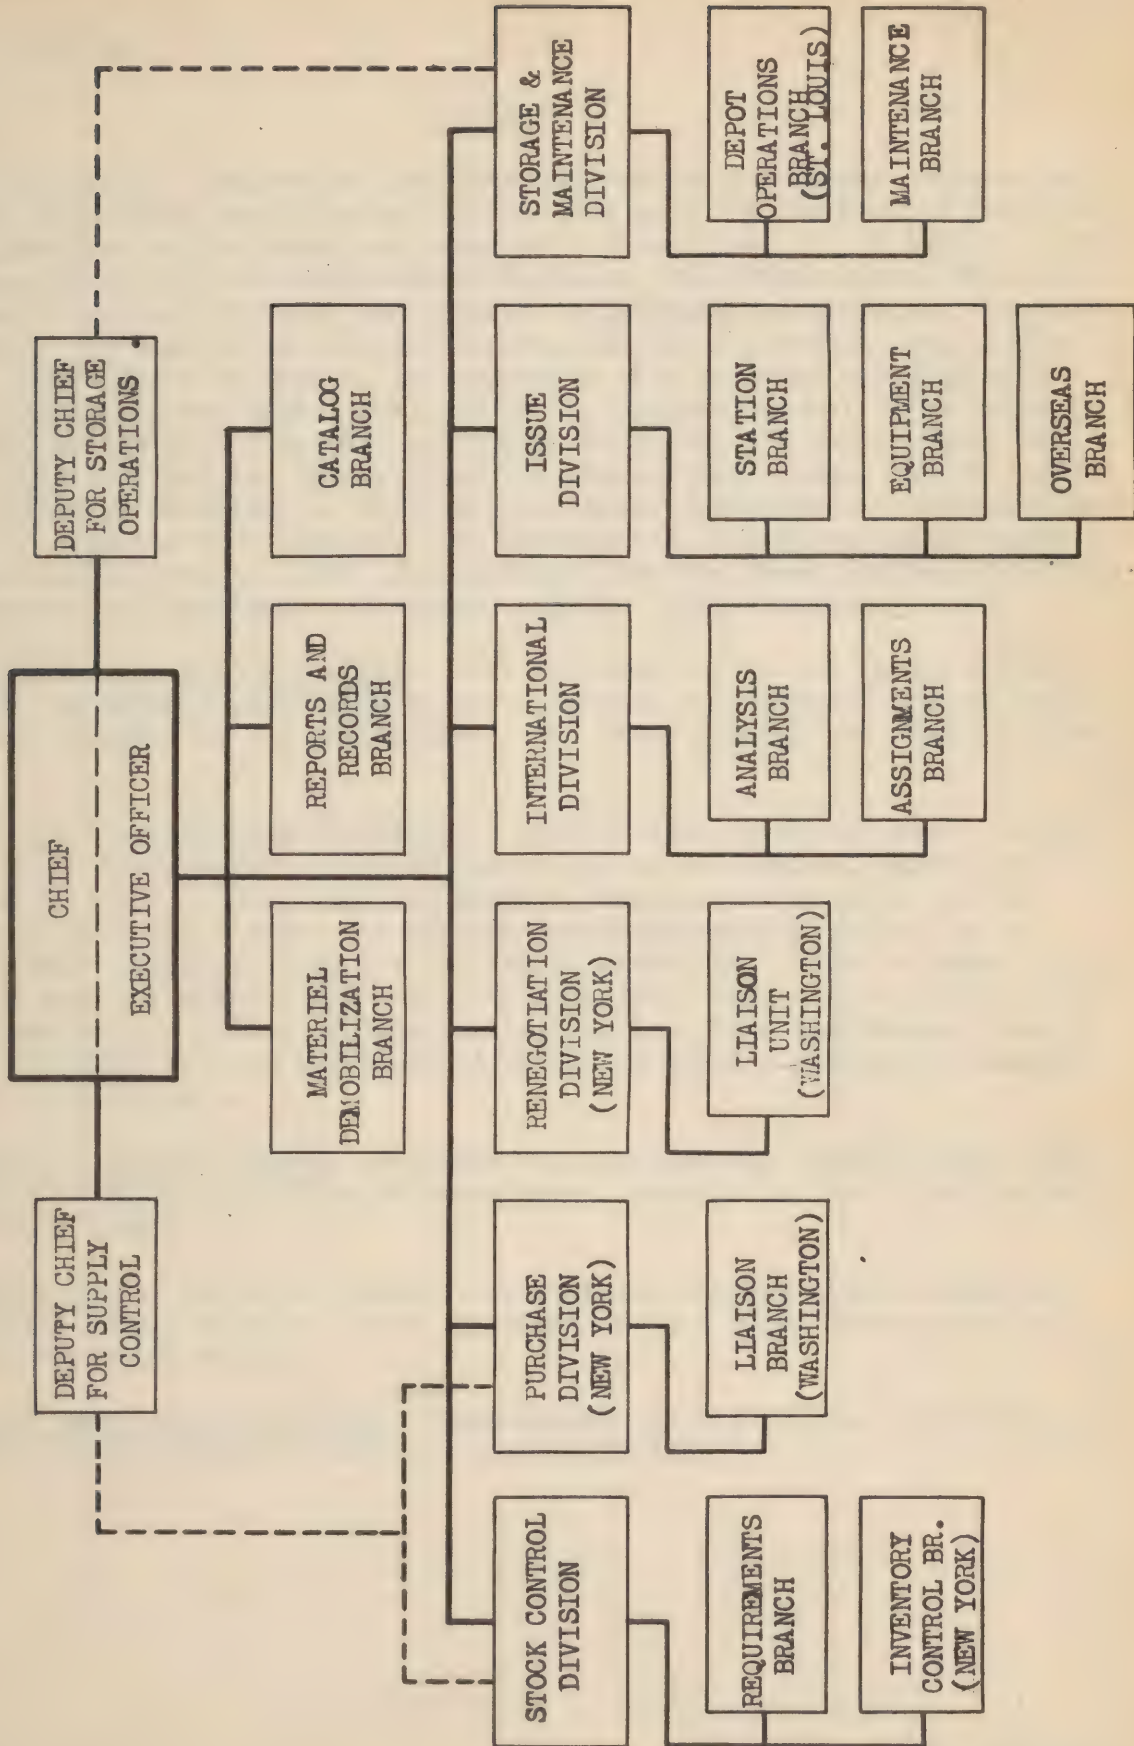 CHIEF
EXECUTIVE OFFICER
DEPUTY CHIEF
FOR SUPPLY
CONTROL
DEPUTY CHIEF
FOR STORAGE
OPERATIONS
MATERIEL
DEMOBILIZATION
BRANCH
REPORTS AND
RECORDS
BRANCH
CATALOG
BRANCH
STOCK CONTROL
DIVISION
PURCHASE
DIVISION
(NEW YORK)
RENEGOTIATION
DIVISION
(NEW YORK)
INTERNATIONAL
DIVISION
ISSUE
DIVISION
STORAGE &
MAINTENANCE
DIVISION
REQUIREMENTS
BRANCH
LIAISON
BRANCH
(WASHINGTON)
LIAISON
UNIT
(WASHINGTON)
ANALYSIS
BRANCH
STATION
BRANCH
DEPOT
OPERATIONS
BRANCH
(ST. LOUIS)
INVENTORY
CONTROL BR.
(NEW YORK)
ASSIGNMENTS
BRANCH
EQUIPMENT
BRANCH
MAINTENANCE
BRANCH
OVERSEAS
BRANCH